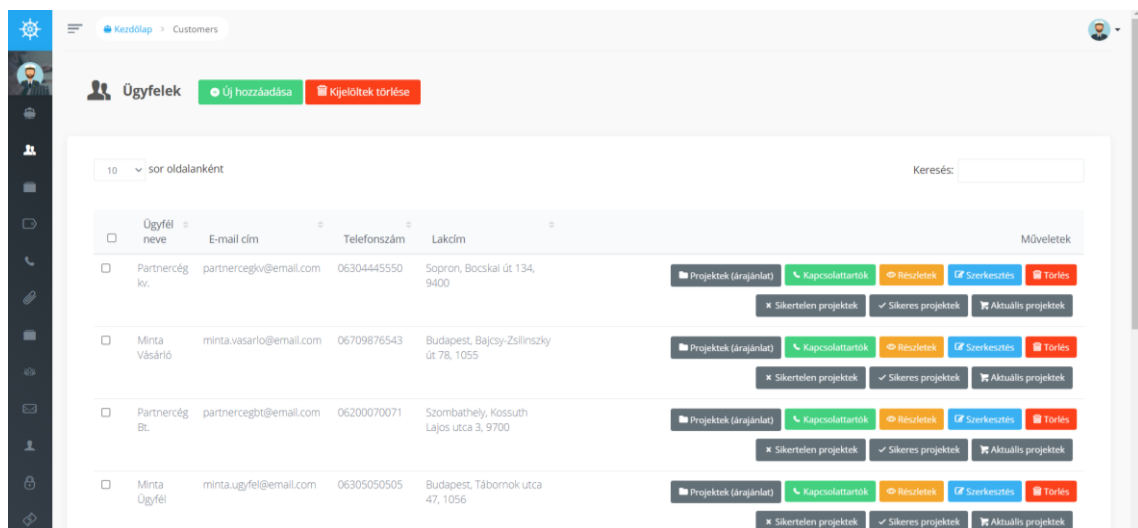 Kezdőlap > Customers
Ügyfelek
Új hozzáadása
Kijelöltek törlése
10 sor oldalanként
Keresés:
Ügyfél neve
E-mail cím
Telefonszám
Lakcím
Műveletek
Partnercég kv.
partnercegkv@email.com
06304445550
Sopron, Bocskai út 134,
9400
Projektek (árajánlat)
Kapcsolattartók
Részletek
Szerkesztés
Törlés
Sikertelen projektek
Sikeres projektek
Aktuális projektek
Minta Vásárló
minta.vasarlo@email.com
06709876543
Budapest, Bajcsy-Zsilinszky
út 78, 1055
Projektek (árajánlat)
Kapcsolattartók
Részletek
Szerkesztés
Törlés
Sikertelen projektek
Sikeres projektek
Aktuális projektek
Partnercég Bt.
partnercegbt@email.com
06200070071
Szombathely, Kossuth
Lajos utca 3, 9700
Projektek (árajánlat)
Kapcsolattartók
Részletek
Szerkesztés
Törlés
Sikertelen projektek
Sikeres projektek
Aktuális projektek
Minta Ügyfél
minta.ugyfel@email.com
06305050505
Budapest, Tábornok utca
47, 1056
Projektek (árajánlat)
Kapcsolattartók
Részletek
Szerkesztés
Törlés
Sikertelen projektek
Sikeres projektek
Aktuális projektek